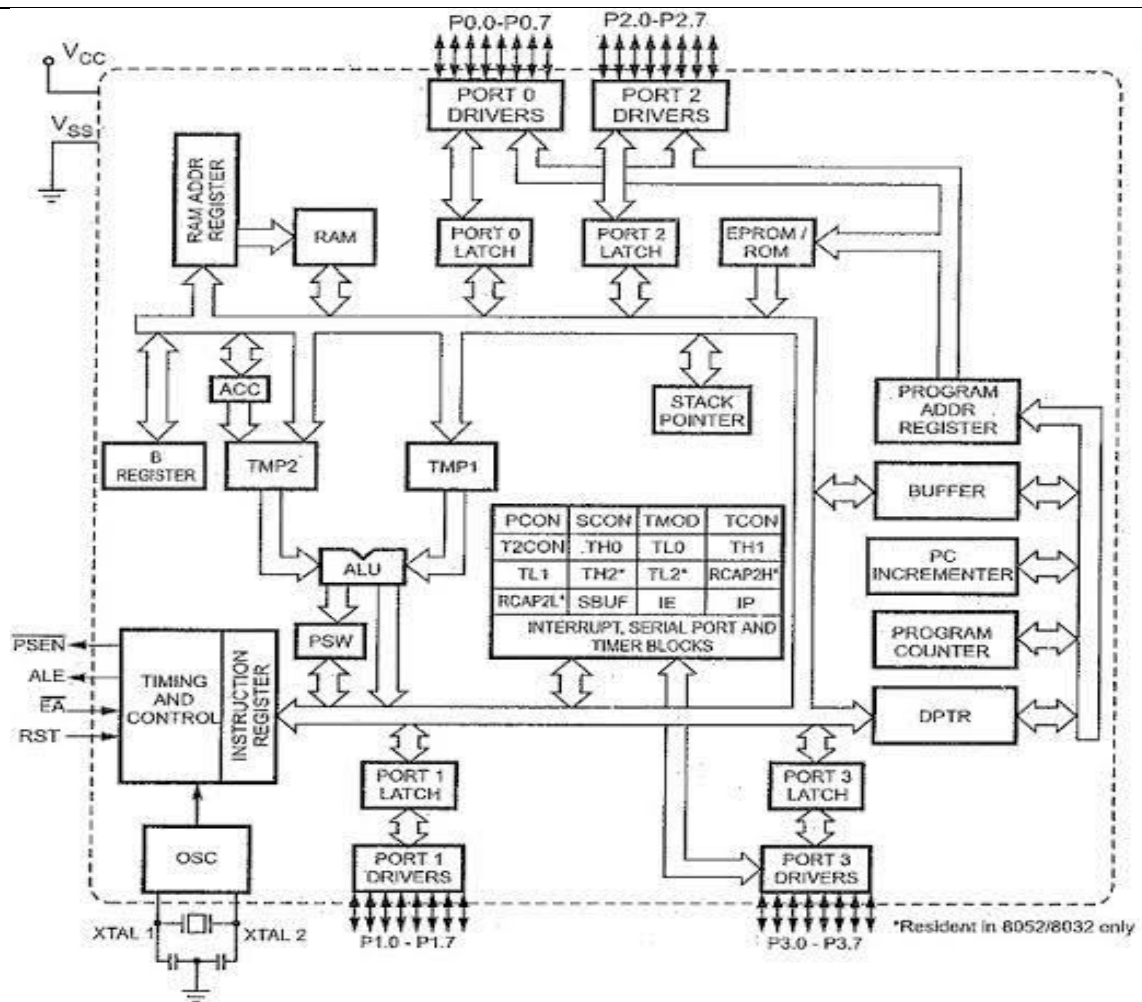 P0.0-P0.7
P2.0-P2.7
VCC
VSS
PORT 0
DRIVERS
PORT 2
DRIVERS
RAM ADDR
REGISTER
RAM
PORT 0
LATCH
PORT 2
LATCH
EPROM /
ROM
ACC
STACK
POINTER
PROGRAM
ADDR
REGISTER
B
REGISTER
TMP2
TMP1
BUFFER
PCON SCON TMOD TCON
T2CON .TH0 TL0 TH1
TL1 TH2* TL2* RCAP2H*
RCAP2L* SBUF IE IP
INTERRUPT, SERIAL PORT AND
TIMER BLOCKS
ALU
PC
INCREMENTER
PSW
PROGRAM
COUNTER
PSEN
ALE
EA
RST
TIMING
AND
CONTROL
INSTRUCTION
REGISTER
DPTR
PORT 1
LATCH
PORT 3
LATCH
OSC
PORT 1
DRIVERS
PORT 3
DRIVERS
XTAL 1
XTAL 2
P1.0 - P1.7
P3.0 - P3.7
*Resident in 8052/8032 only